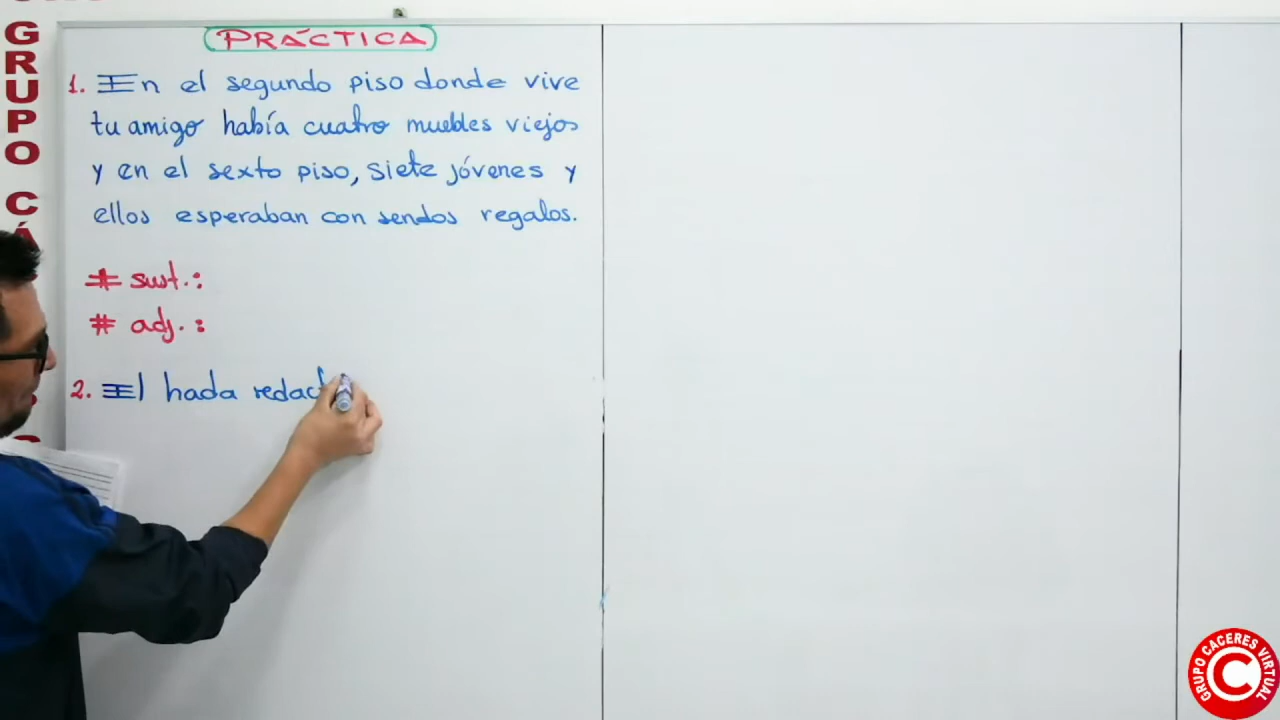 GRUPO CÁ
PRÁCTICA
1. En el segundo piso donde vive
tu amigo había cuatro muebles viejos
y en el sexto piso, siete jóvenes y
ellos esperaban con sendos regalos.
# sust.:
# adj. :
2. El hada
GRUPO CACERES VIRTUAL
C